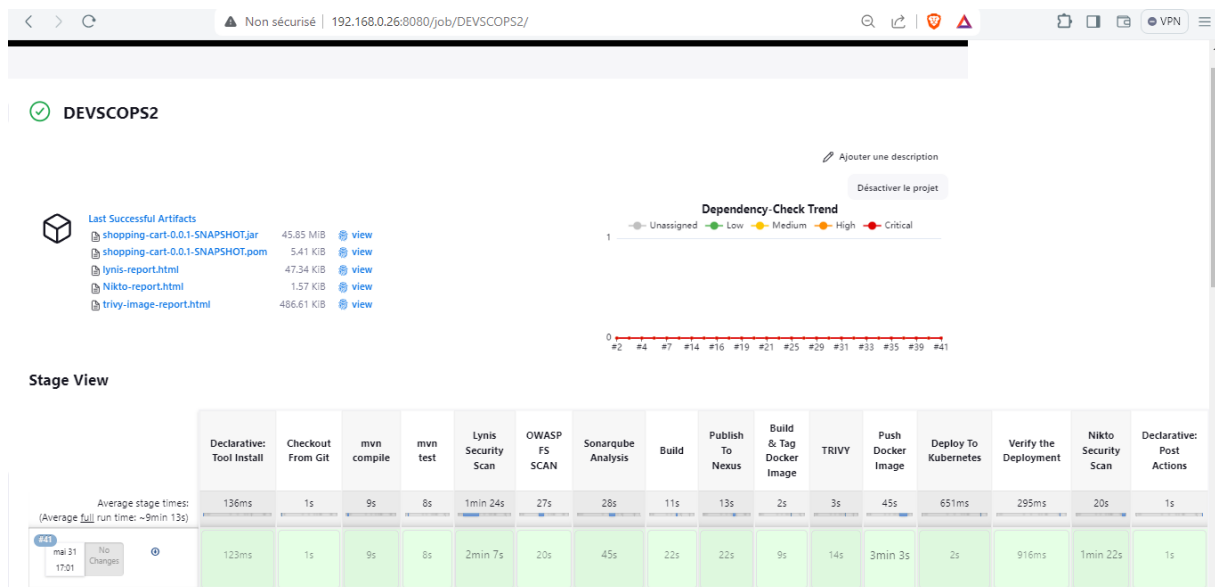 Non sécurisé 192.168.0.26:8080/job/DEVSCOPS2/
VPN
DEVSCOPS2
Ajouter une description
Désactiver le projet
Last Successful Artifacts
shopping-cart-0.0.1-SNAPSHOT.jar 45.85 MiB view
shopping-cart-0.0.1-SNAPSHOT.pom 5.41 KiB view
lynis-report.html 47.34 KiB view
Nikto-report.html 1.57 KiB view
trivy-image-report.html 486.61 KiB view
Dependency-Check Trend
Unassigned Low Medium High Critical
1
0
#2 #4 #7 #14 #16 #19 #21 #25 #29 #31 #33 #35 #39 #41
Stage View
Declarative: Tool Install
Checkout From Git
mvn compile
mvn test
Lynis Security Scan
OWASP FS SCAN
Sonarqube Analysis
Build
Publish To Nexus
Build & Tag Docker Image
TRIVY
Push Docker Image
Deploy To Kubernetes
Verify the Deployment
Nikto Security Scan
Declarative: Post Actions
Average stage times:
(Average full run time: ~9min 13s)
136ms 1s 9s 8s 1min 24s 27s 28s 11s 13s 2s 3s 45s 651ms 295ms 20s 1s
#41
mai 31
17:01
No Changes
123ms 1s 9s 8s 2min 7s 20s 45s 22s 22s 9s 14s 3min 3s 2s 916ms 1min 22s 1s